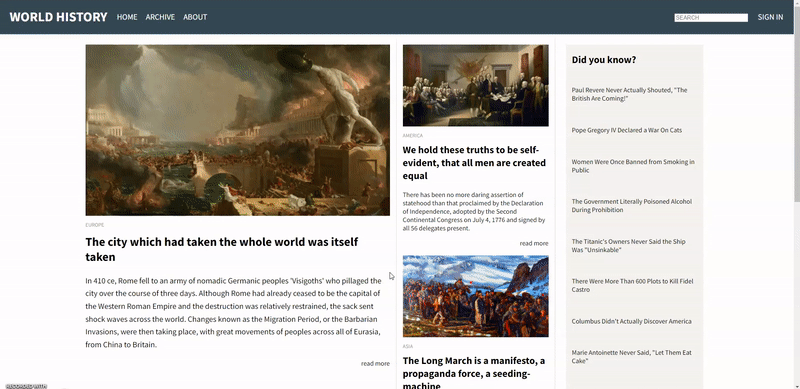 WORLD HISTORY HOME ARCHIVE ABOUT SEARCH SIGN IN
EUROPE
The city which had taken the whole world was itself
taken
In 410 ce, Rome fell to an army of nomadic Germanic peoples 'Visigoths' who pillaged the
city over the course of three days. Although Rome had already ceased to be the capital of
the Western Roman Empire and the destruction was relatively restrained, the sack sent
shock waves across the world. Changes known as the Migration Period, or the Barbarian
Invasions, were then taking place, with great movements of peoples across all of Eurasia,
from China to Britain.
read more
AMERICA
We hold these truths to be self-
evident, that all men are created
equal
There has been no more daring assertion of
statehood than that proclaimed by the Declaration
of Independence, adopted by the Second
Continental Congress on July 4, 1776 and signed by
all 56 delegates present.
read more
ASIA
The Long March is a manifesto, a
propaganda force, a seeding-
machine
Did you know?
Paul Revere Never Actually Shouted, "The
British Are Coming!"
Pope Gregory IV Declared a War On Cats
Women Were Once Banned from Smoking in
Public
The Government Literally Poisoned Alcohol
During Prohibition
The Titanic's Owners Never Said the Ship
Was "Unsinkable"
There Were More Than 600 Plots to Kill Fidel
Castro
Columbus Didn't Actually Discover America
Marie Antoinette Never Said, "Let Them Eat
Cake"
RECORDED WITH